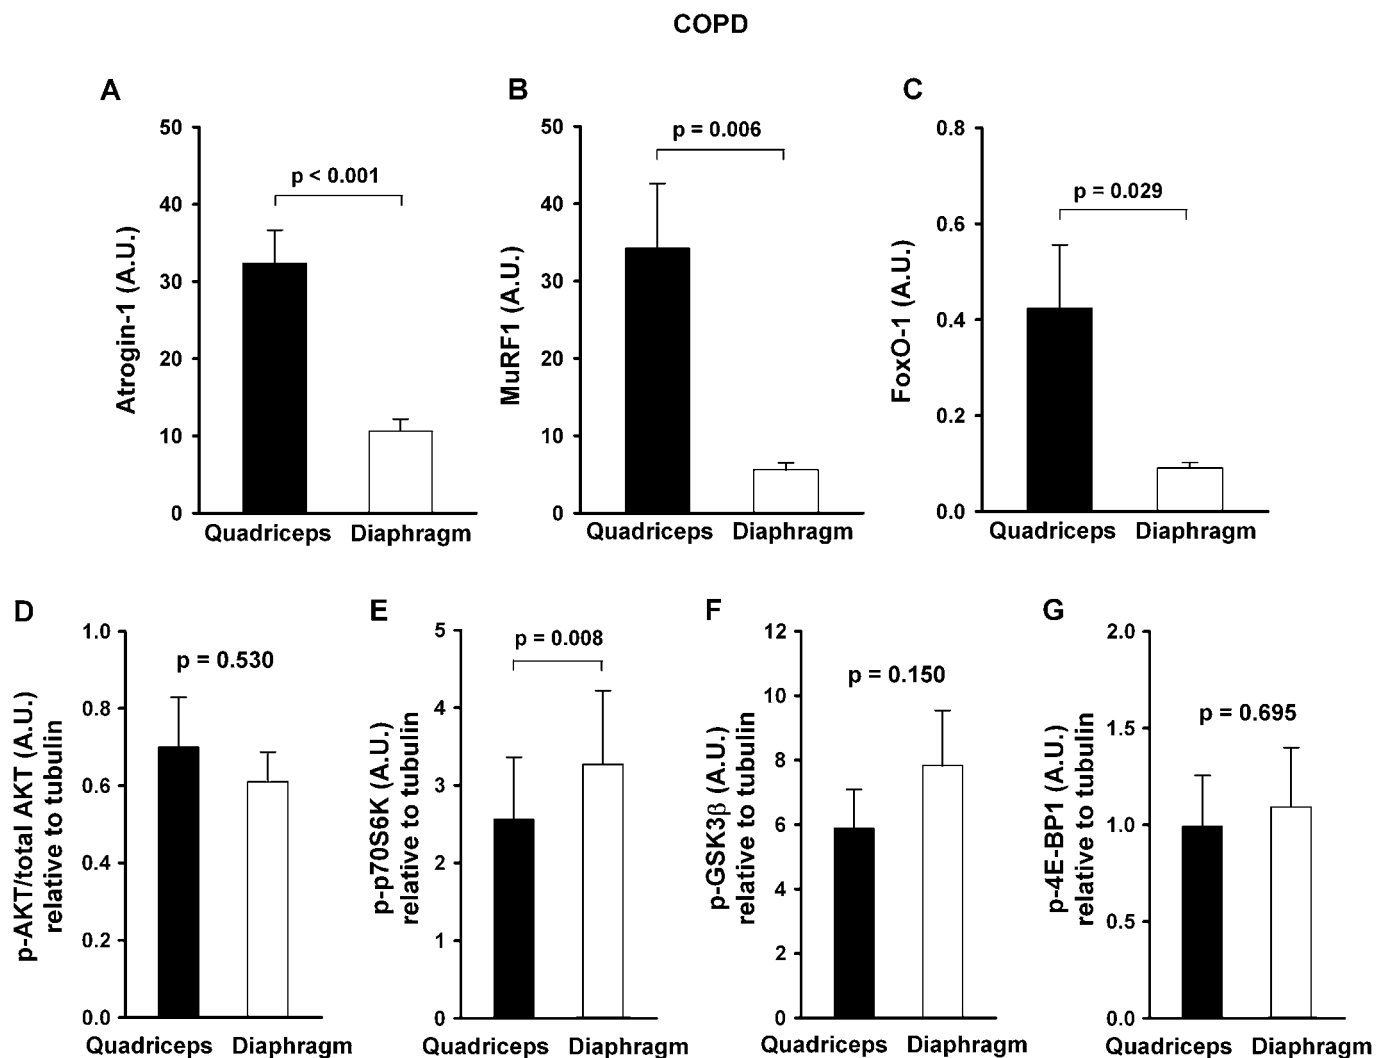 COPD
A
B
C
50
40
30
20
10
0
Atrogin-1 (A.U.)
p < 0.001
Quadriceps Diaphragm
50
40
30
20
10
0
MuRF1 (A.U.)
p = 0.006
Quadriceps Diaphragm
0.8
0.6
0.4
0.2
0.0
FoxO-1 (A.U.)
p = 0.029
Quadriceps Diaphragm
D
E
F
G
1.0
0.8
0.6
0.4
0.2
0.0
p-AKT/total AKT (A.U.)
relative to tubulin
p = 0.530
Quadriceps Diaphragm
5
4
3
2
1
0
p-p70S6K (A.U.)
relative to tubulin
p = 0.008
Quadriceps Diaphragm
12
10
8
6
4
2
0
p-GSK3β (A.U.)
relative to tubulin
p = 0.150
Quadriceps Diaphragm
2.0
1.5
1.0
0.5
0.0
p-4E-BP1 (A.U.)
relative to tubulin
p = 0.695
Quadriceps Diaphragm